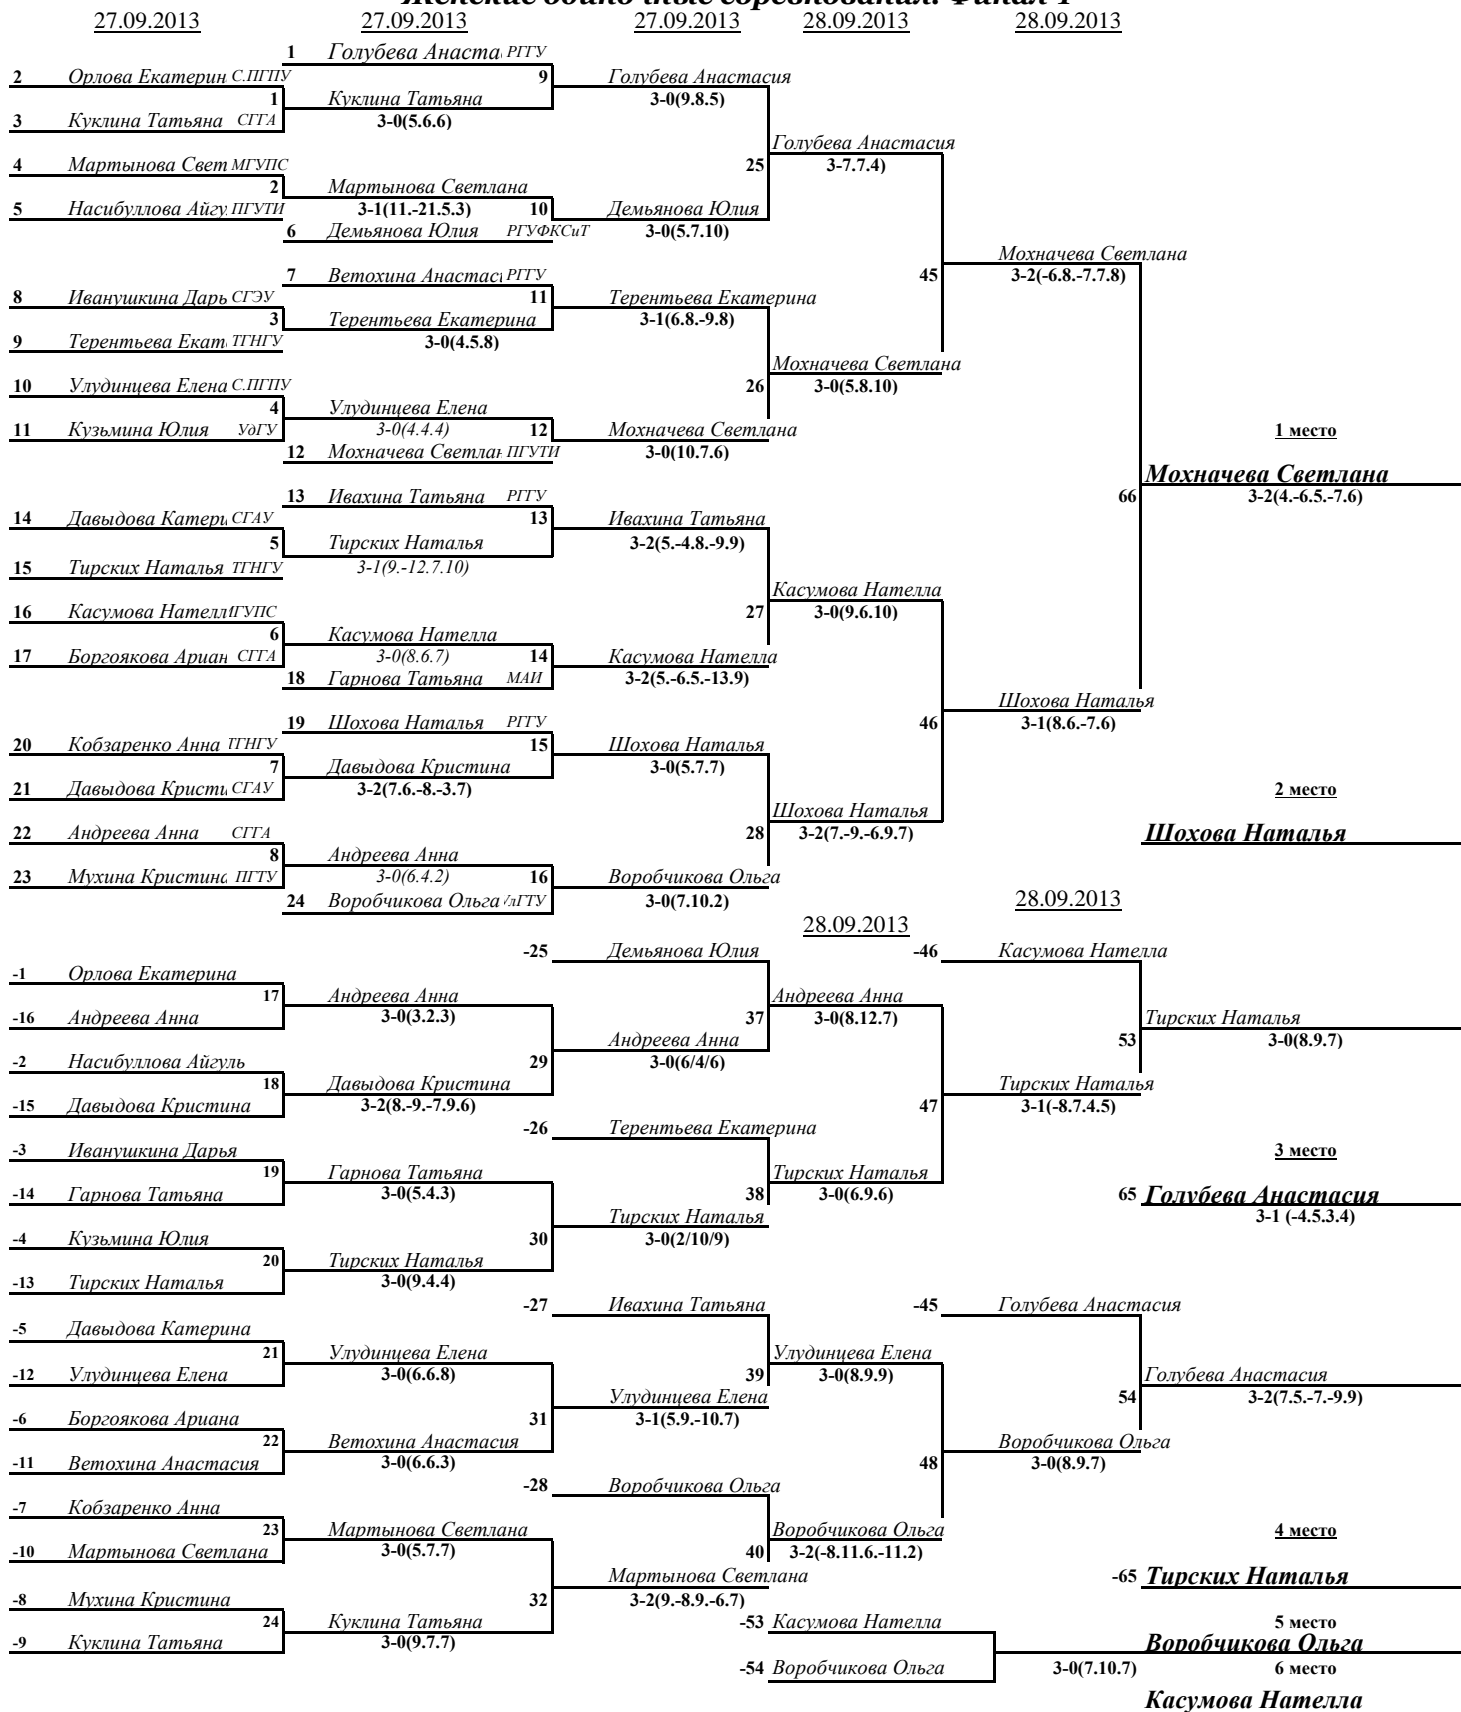 27.09.2013 27.09.2013 27.09.2013 28.09.2013 28.09.2013
1 Голубева Анаста РГГУ
2 Орлова Екатерин С.ПГПУ 9 Голубева Анастасия
1 Куклина Татьяна 3-0(9.8.5)
3 Куклина Татьяна СГГА 3-0(5.6.6)
Голубева Анастасия
4 Мартынова Свет МГУПС 25 3-7.7.4)
2 Мартынова Светлана
5 Насибуллова Айгу ПГУТИ 3-1(11.-21.5.3) 10 Демьянова Юлия
6 Демьянова Юлия РГУФКСиТ 3-0(5.7.10)
Мохначева Светлана
7 Ветохина Анастас РГГУ 45 3-2(-6.8.-7.7.8)
8 Иванушкина Дарь СГЭУ 11 Терентьева Екатерина
3 Терентьева Екатерина 3-1(6.8.-9.8)
9 Терентьева Екат ТГНГУ 3-0(4.5.8)
Мохначева Светлана
10 Улудинцева Елена С.ПГПУ 26 3-0(5.8.10)
4 Улудинцева Елена
11 Кузьмина Юлия УдГУ 3-0(4.4.4) 12 Мохначева Светлана 1 место
12 Мохначева Светлан ПГУТИ 3-0(10.7.6)
Мохначева Светлана
13 Ивахина Татьяна РГГУ 66 3-2(4.-6.5.-7.6)
14 Давыдова Катери СГАУ 13 Ивахина Татьяна
5 Тирских Наталья 3-2(5.-4.8.-9.9)
15 Тирских Наталья ТГНГУ 3-1(9.-12.7.10)
Касумова Нателла
16 Касумова Нателл ГУПС 27 3-0(9.6.10)
6 Касумова Нателла
17 Боргоякова Ариан СГГА 3-0(8.6.7) 14 Касумова Нателла
18 Гарнова Татьяна МАИ 3-2(5.-6.5.-13.9)
Шохова Наталья
19 Шохова Наталья РГГУ 46 3-1(8.6.-7.6)
20 Кобзаренко Анна ТГНГУ 15 Шохова Наталья
7 Давыдова Кристина 3-0(5.7.7)
21 Давыдова Кристи СГАУ 3-2(7.6.-8.-3.7) 2 место
Шохова Наталья
22 Андреева Анна СГГА 28 3-2(7.-9.-6.9.7) Шохова Наталья
8 Андреева Анна
23 Мухина Кристина ПГТУ 3-0(6.4.2) 16 Воробчикова Ольга
24 Воробчикова Ольга ГТУ 3-0(7.10.2) 28.09.2013
28.09.2013
-25 Демьянова Юлия -46 Касумова Нателла
-1 Орлова Екатерина
17 Андреева Анна Андреева Анна
-16 Андреева Анна 3-0(3.2.3) 37 3-0(8.12.7) Тирских Наталья
Андреева Анна 53 3-0(8.9.7)
-2 Насибуллова Айгуль 29 3-0(6/4/6)
18 Давыдова Кристина Тирских Наталья
-15 Давыдова Кристина 3-2(8.-9.-7.9.6) 47 3-1(-8.7.4.5)
-26 Терентьева Екатерина
-3 Иванушкина Дарья 3 место
19 Гарнова Татьяна Тирских Наталья
-14 Гарнова Татьяна 3-0(5.4.3) 38 3-0(6.9.6) 65 Голубева Анастасия
Тирских Наталья 3-1 (-4.5.3.4)
-4 Кузьмина Юлия 30 3-0(2/10/9)
20 Тирских Наталья
-13 Тирских Наталья 3-0(9.4.4)
-27 Ивахина Татьяна -45 Голубева Анастасия
-5 Давыдова Катерина
21 Улудинцева Елена Улудинцева Елена
-12 Улудинцева Елена 3-0(6.6.8) 39 3-0(8.9.9) Голубева Анастасия
Улудинцева Елена 54 3-2(7.5.-7.-9.9)
-6 Боргоякова Ариана 31 3-1(5.9.-10.7)
22 Ветохина Анастасия Воробчикова Ольга
-11 Ветохина Анастасия 3-0(6.6.3) 48 3-0(8.9.7)
-28 Воробчикова Ольга
-7 Кобзаренко Анна
23 Мартынова Светлана Воробчикова Ольга 4 место
-10 Мартынова Светлана 3-0(5.7.7) 40 3-2(-8.11.6.-11.2)
Мартынова Светлана -65 Тирских Наталья
-8 Мухина Кристина 32 3-2(9.-8.9.-6.7)
24 Куклина Татьяна -53 Касумова Нателла 5 место
-9 Куклина Татьяна 3-0(9.7.7) Воробчикова Ольга
-54 Воробчикова Ольга 3-0(7.10.7) 6 место
Касумова Нателла